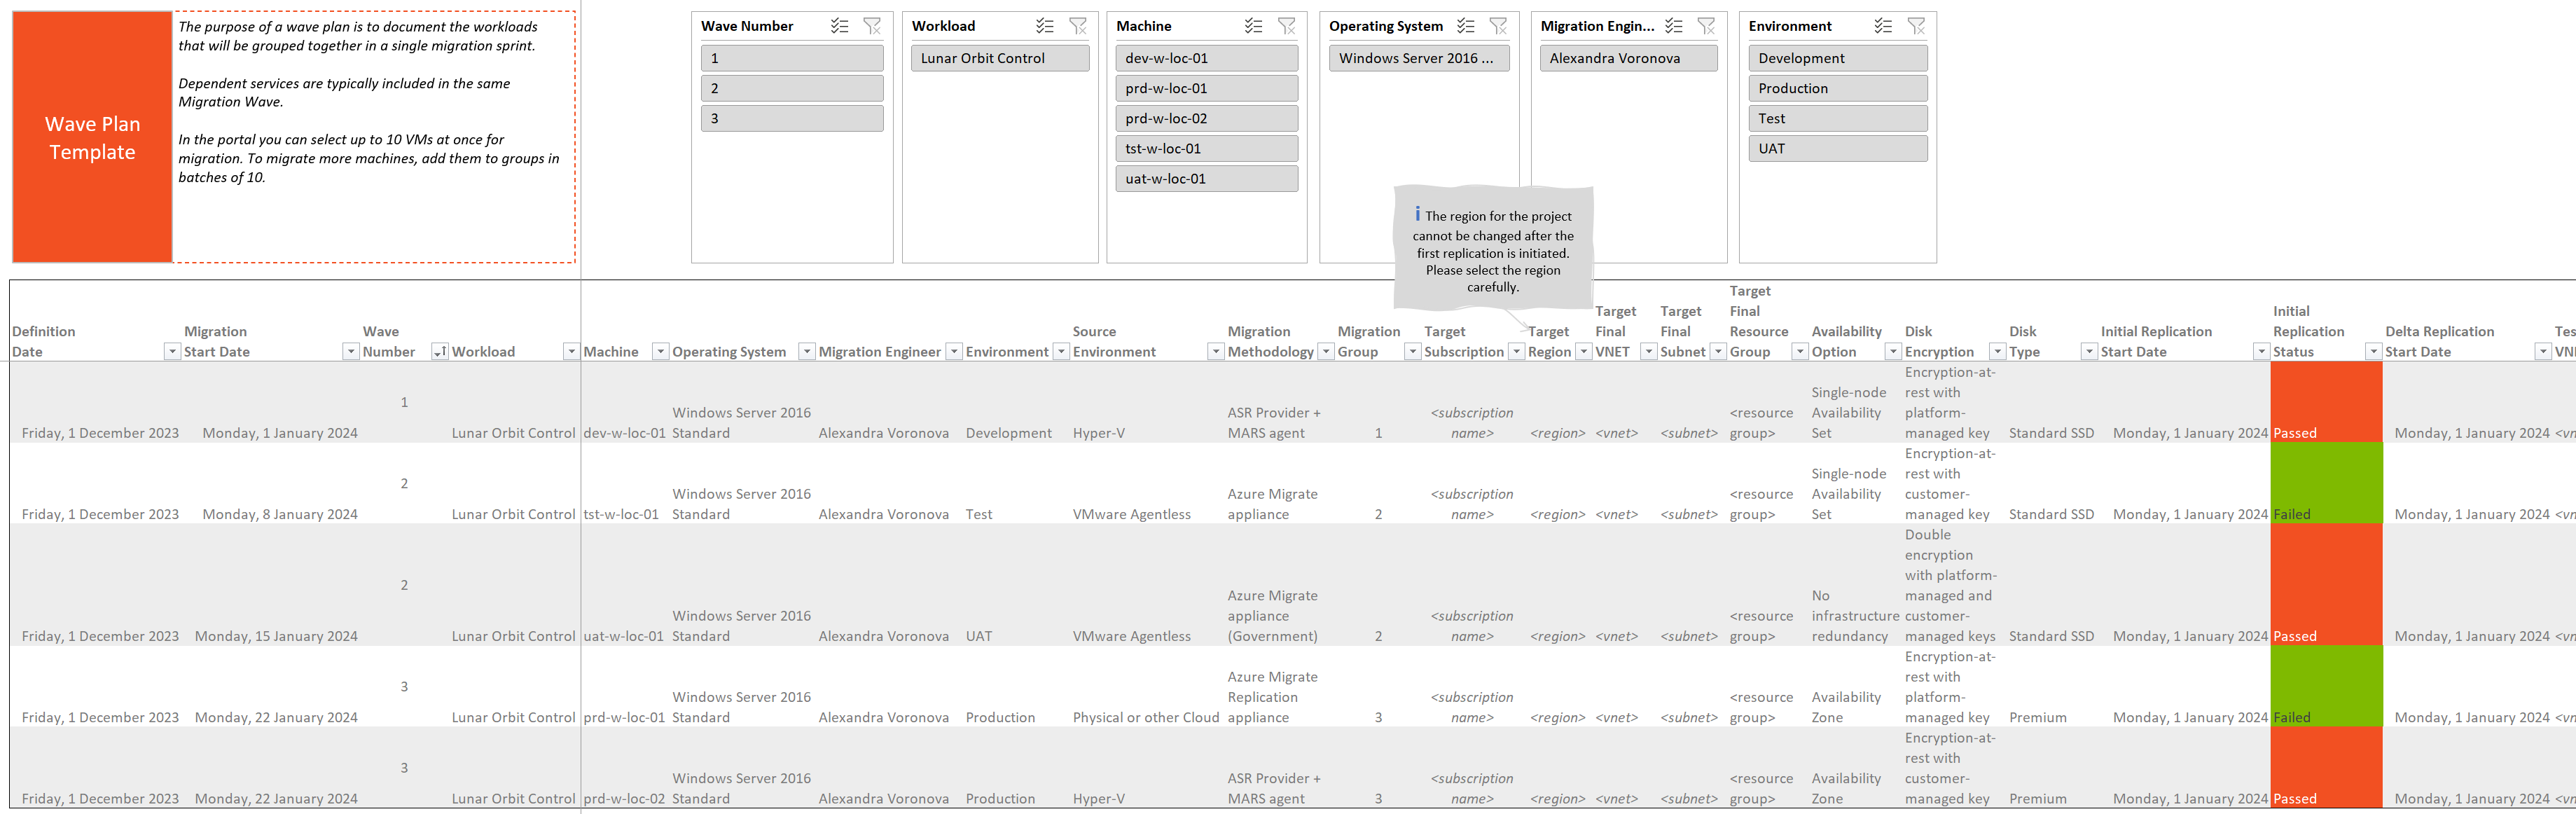 Wave Plan
Template
The purpose of a wave plan is to document the workloads
that will be grouped together in a single migration sprint.
Dependent services are typically included in the same
Migration Wave.
In the portal you can select up to 10 VMs at once for
migration. To migrate more machines, add them to groups in
batches of 10.
Wave Number
1
2
3
Workload
Lunar Orbit Control
Machine
dev-w-loc-01
prd-w-loc-01
prd-w-loc-02
tst-w-loc-01
uat-w-loc-01
Operating System
Windows Server 2016 ...
Migration Engin...
Alexandra Voronova
Environment
Development
Production
Test
UAT
i The region for the project
cannot be changed after the
first replication is initiated.
Please select the region
carefully.
Definition
Date
Migration
Start Date
Wave
Number
Workload
Machine
Operating System
Migration Engineer
Environment
Source
Environment
Migration
Methodology
Migration
Group
Target
Subscription
Target
Region
Target
Final
VNET
Target
Final
Subnet
Target
Final
Resource
Group
Availability
Option
Disk
Encryption
Disk
Type
Initial Replication
Start Date
Initial
Replication
Status
Delta Replication
Start Date
Tes
VN
Friday, 1 December 2023
Monday, 1 January 2024
1
Lunar Orbit Control
dev-w-loc-01
Windows Server 2016
Standard
Alexandra Voronova
Development
Hyper-V
ASR Provider +
MARS agent
1
<subscription
name>
<region>
<vnet>
<subnet>
<resource
group>
Single-node
Availability
Set
Encryption-at-
rest with
platform-
managed key
Standard SSD
Monday, 1 January 2024
Passed
Monday, 1 January 2024
<vn
Friday, 1 December 2023
Monday, 8 January 2024
2
Lunar Orbit Control
tst-w-loc-01
Windows Server 2016
Standard
Alexandra Voronova
Test
VMware Agentless
Azure Migrate
appliance
2
<subscription
name>
<region>
<vnet>
<subnet>
<resource
group>
Single-node
Availability
Set
Encryption-at-
rest with
customer-
managed key
Standard SSD
Monday, 1 January 2024
Failed
Monday, 1 January 2024
<vn
Friday, 1 December 2023
Monday, 15 January 2024
2
Lunar Orbit Control
uat-w-loc-01
Windows Server 2016
Standard
Alexandra Voronova
UAT
VMware Agentless
Azure Migrate
appliance
(Government)
2
<subscription
name>
<region>
<vnet>
<subnet>
<resource
group>
No
infrastructure
redundancy
Double
encryption
with platform-
managed and
customer-
managed keys
Standard SSD
Monday, 1 January 2024
Passed
Monday, 1 January 2024
<vn
Friday, 1 December 2023
Monday, 22 January 2024
3
Lunar Orbit Control
prd-w-loc-01
Windows Server 2016
Standard
Alexandra Voronova
Production
Physical or other Cloud
Azure Migrate
Replication
appliance
3
<subscription
name>
<region>
<vnet>
<subnet>
<resource
group>
Availability
Zone
Encryption-at-
rest with
platform-
managed key
Premium
Monday, 1 January 2024
Failed
Monday, 1 January 2024
<vn
Friday, 1 December 2023
Monday, 22 January 2024
3
Lunar Orbit Control
prd-w-loc-02
Windows Server 2016
Standard
Alexandra Voronova
Production
Hyper-V
ASR Provider +
MARS agent
3
<subscription
name>
<region>
<vnet>
<subnet>
<resource
group>
Availability
Zone
Encryption-at-
rest with
customer-
managed key
Premium
Monday, 1 January 2024
Passed
Monday, 1 January 2024
<vn